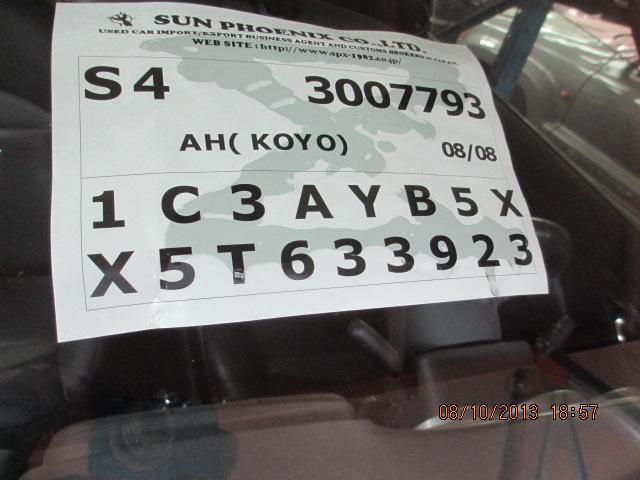 SUN PHOENIX CO.,LTD.
USED CAR IMPORT/EXPORT BUSINESS AGENT AND CUSTOMS BROKERS IN JAPAN.
WEB SITE : http://www.spx-1982.co.jp/
S4 3007793
AH( KOYO) 08/08
1 C 3 A Y B 5 X
X 5 T 6 3 3 9 2 3
08/10/2013 18:57